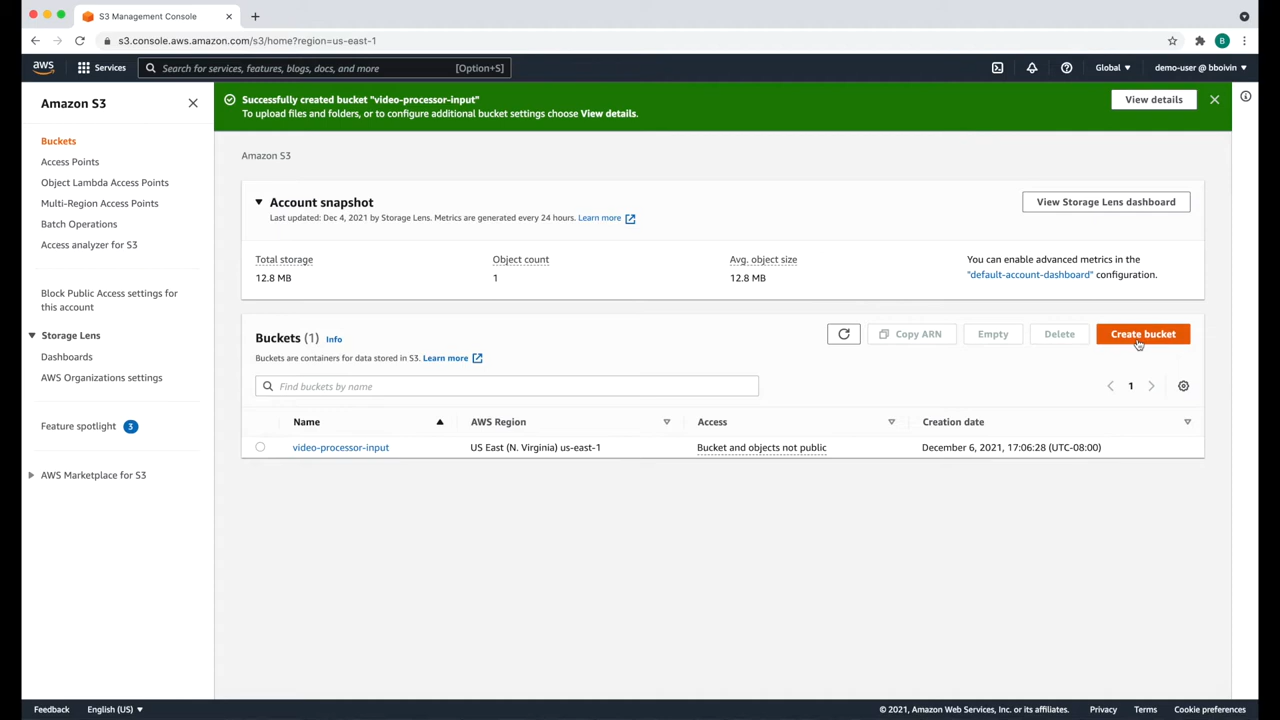 S3 Management Console
s3.console.aws.amazon.com/s3/home?region=us-east-1
B
aws
Services
Search for services, features, blogs, docs, and more [Option+S]
Global
demo-user @ bboivin
Amazon S3
Buckets
Access Points
Object Lambda Access Points
Multi-Region Access Points
Batch Operations
Access analyzer for S3
Block Public Access settings for
this account
Storage Lens
Dashboards
AWS Organizations settings
Feature spotlight 3
AWS Marketplace for S3
Successfully created bucket "video-processor-input"
To upload files and folders, or to configure additional bucket settings choose View details.
View details
Amazon S3
Account snapshot
Last updated: Dec 4, 2021 by Storage Lens. Metrics are generated every 24 hours. Learn more
View Storage Lens dashboard
Total storage
12.8 MB
Object count
1
Avg. object size
12.8 MB
You can enable advanced metrics in the
"default-account-dashboard" configuration.
Buckets (1) Info
Buckets are containers for data stored in S3. Learn more
Copy ARN
Empty
Delete
Create bucket
Find buckets by name
1
Name AWS Region Access Creation date
video-processor-input US East (N. Virginia) us-east-1 Bucket and objects not public December 6, 2021, 17:06:28 (UTC-08:00)
Feedback English (US) © 2021, Amazon Web Services, Inc. or its affiliates. Privacy Terms Cookie preferences